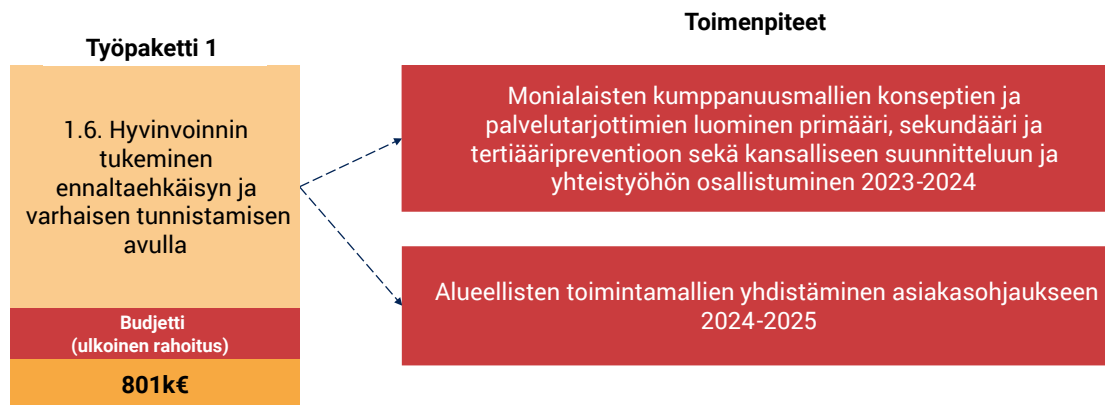 Työpaketti 1
1.6. Hyvinvoinnin
tukeminen
ennaltaehkäisyn ja
varhaisen tunnistamisen
avulla
Budjetti
(ulkoinen rahoitus)
801k€
Toimenpiteet
Monialaisten kumppanuusmallien konseptien ja
palvelutarjottimien luominen primääri, sekundääri ja
tertiääripreventioon sekä kansalliseen suunnitteluun ja
yhteistyöhön osallistuminen 2023-2024
Alueellisten toimintamallien yhdistäminen asiakasohjaukseen
2024-2025